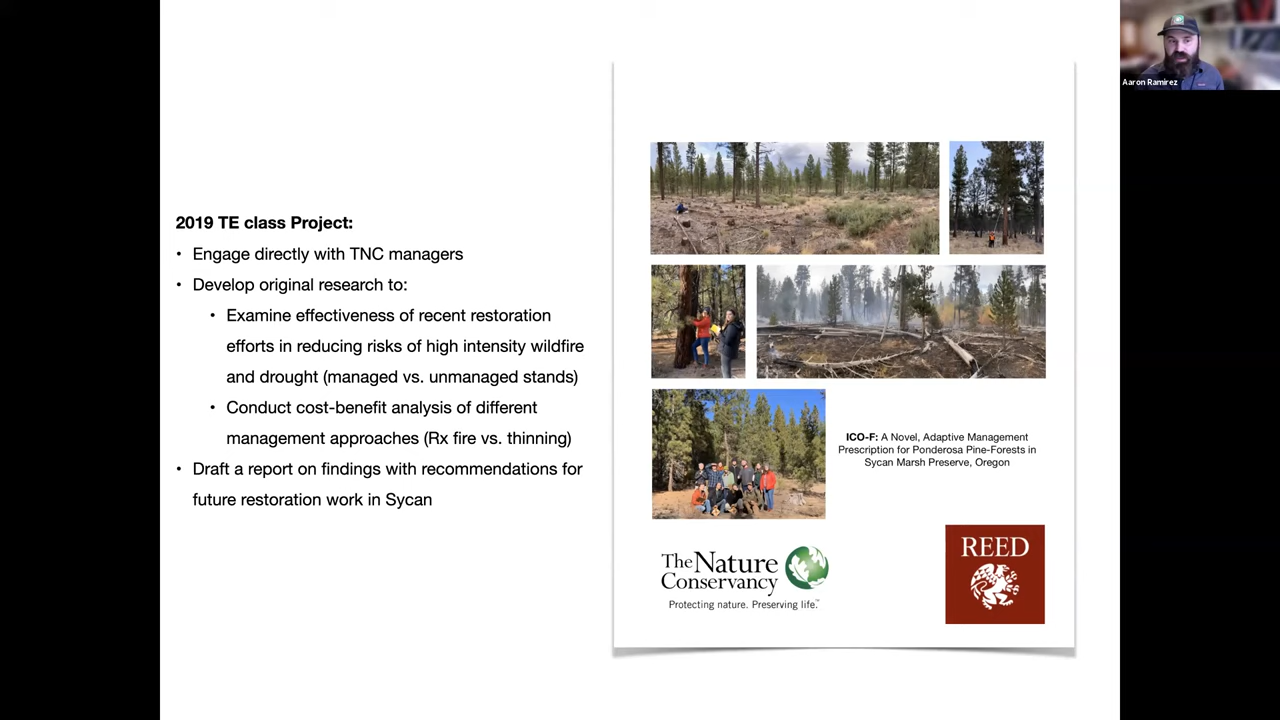 Aaron Ramirez
2019 TE class Project:
• Engage directly with TNC managers
• Develop original research to:
• Examine effectiveness of recent restoration
efforts in reducing risks of high intensity wildfire
and drought (managed vs. unmanaged stands)
• Conduct cost-benefit analysis of different
management approaches (Rx fire vs. thinning)
• Draft a report on findings with recommendations for
future restoration work in Sycan
ICO-F: A Novel, Adaptive Management
Prescription for Ponderosa Pine-Forests in
Sycan Marsh Preserve, Oregon
The Nature
Conservancy
Protecting nature. Preserving life.™
REED